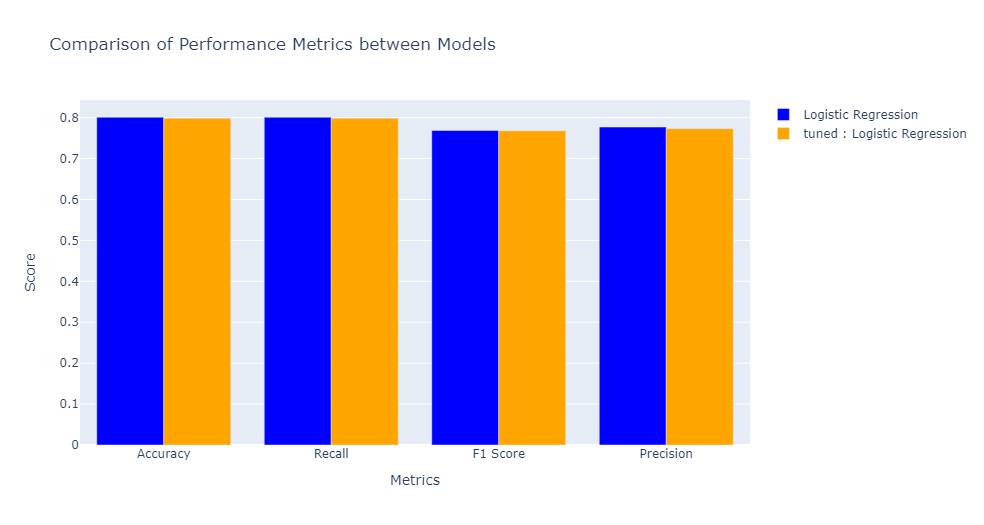 Comparison of Performance Metrics between Models
Logistic Regression
tuned : Logistic Regression
Score
0.8
0.7
0.6
0.5
0.4
0.3
0.2
0.1
0
Accuracy
Recall
F1 Score
Precision
Metrics